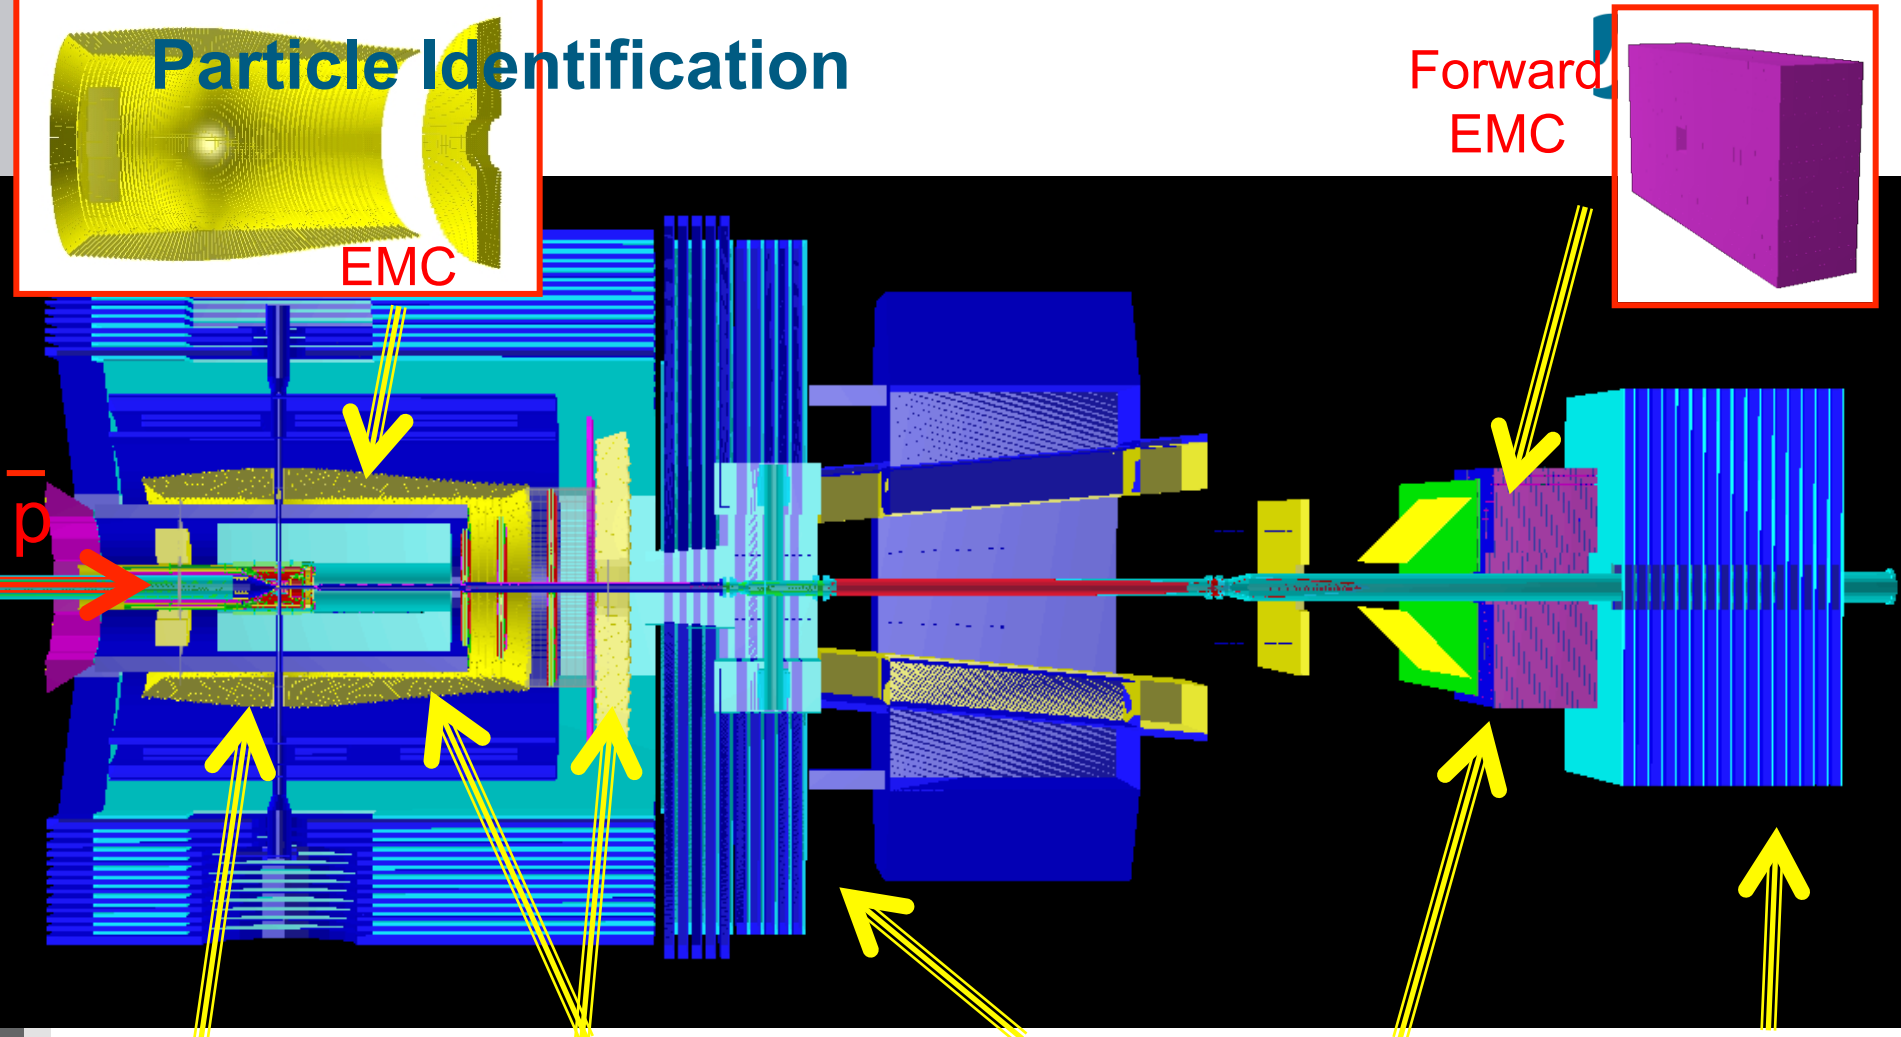 Particle Identification
Forward
EMC
EMC
p̅